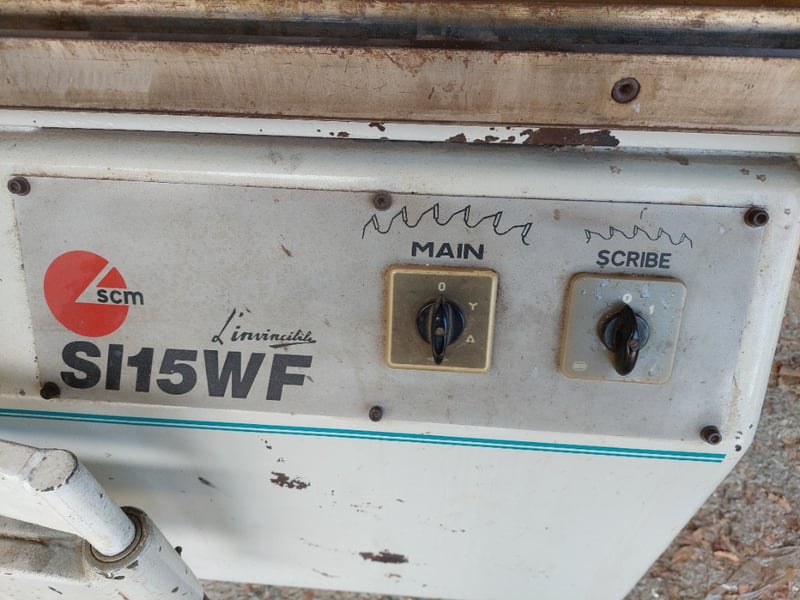 MAIN
SCRIBE
0
Y
Δ
0 1
scm
L'invincibile
SI15WF